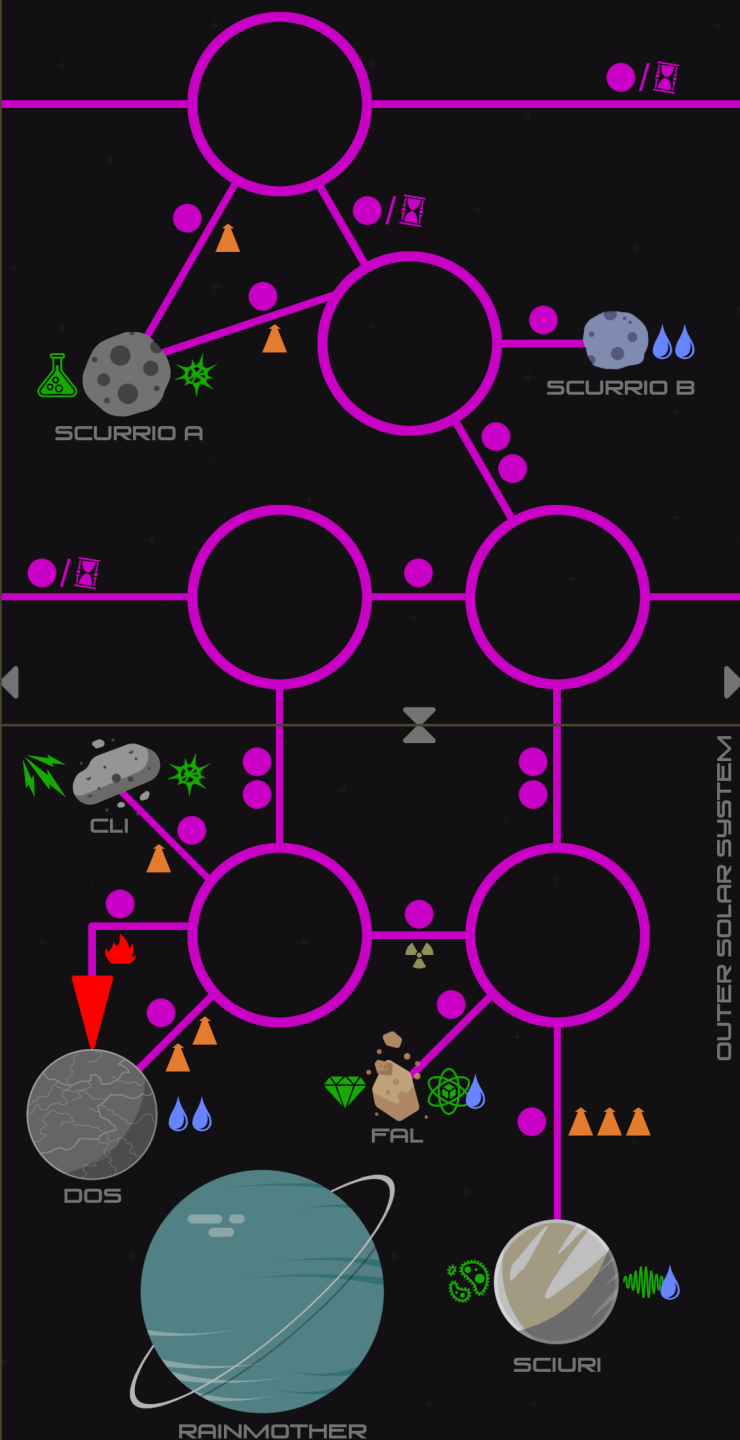 SCURRIO B
SCURRIO A
CLI
OUTER SOLAR SYSTEM
FAL
DOS
SCIURI
RAINMOTHER